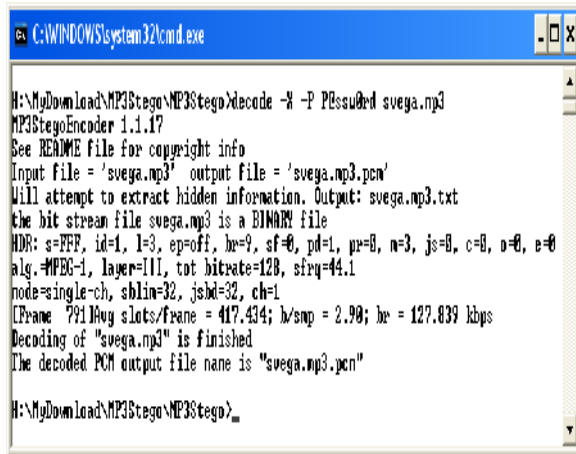 C:\WINDOWS\system32\cmd.exe
H:\MyDownload\MP3Stego\MP3Stego>decode -X -P P@ssw0rd svega.mp3
MP3StegoEncoder 1.1.17
See README file for copyright info
Input file = 'svega.mp3' output file = 'svega.mp3.pcm'
Will attempt to extract hidden information. Output: svega.mp3.txt
the bit stream file svega.mp3 is a BINARY file
HDR: s=FFF, id=1, l=3, ep=off, br=9, sf=0, pd=1, pr=0, m=3, js=0, c=0, o=0, e=0
alg.=MPEG-1, layer=III, tot bitrate=128, sfrq=44.1
mode=single-ch, sblim=32, jsbd=32, ch=1
[Frame 791]Avg slots/frame = 417.434; b/smp = 2.90; br = 127.839 kbps
Decoding of "svega.mp3" is finished
The decoded PCM output file name is "svega.mp3.pcm"
H:\MyDownload\MP3Stego\MP3Stego>_